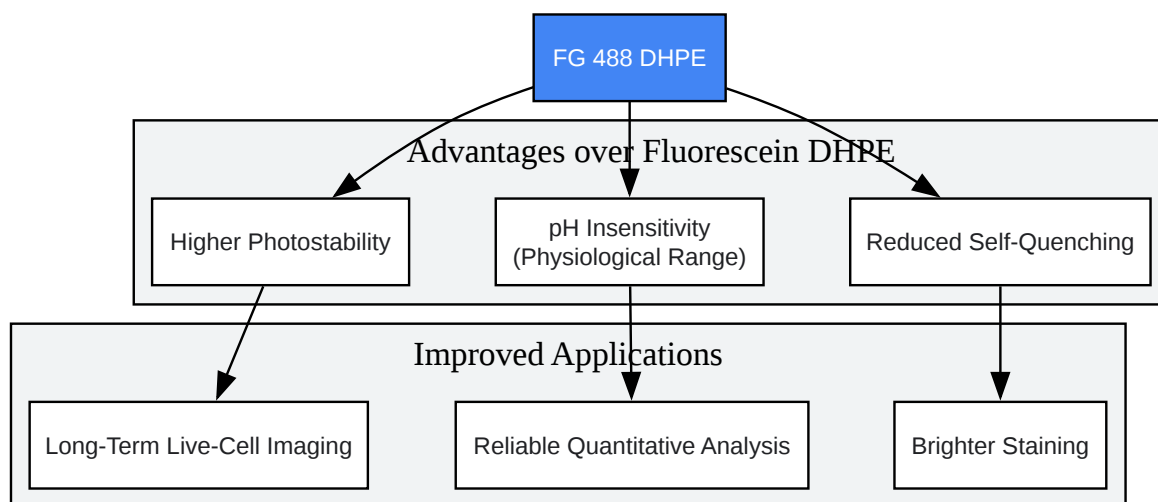 FG 488 DHPE
Advantages over Fluorescein DHPE
Higher Photostability
pH Insensitivity
(Physiological Range)
Reduced Self-Quenching
Improved Applications
Long-Term Live-Cell Imaging
Reliable Quantitative Analysis
Brighter Staining